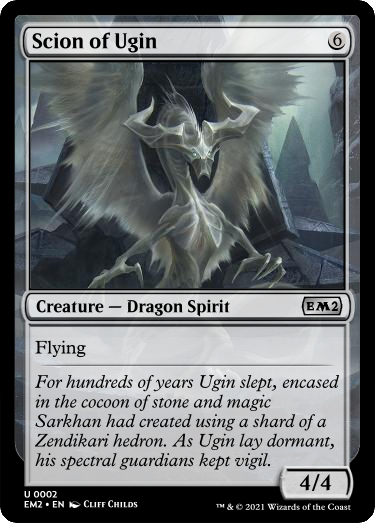 Scion of Ugin 6
Creature — Dragon Spirit EM2
Flying
For hundreds of years Ugin slept, encased
in the cocoon of stone and magic
Sarkhan had created using a shard of a
Zendikari hedron. As Ugin lay dormant,
his spectral guardians kept vigil.
4/4
U 0002
EM2 • EN Cliff Childs ™ & © 2021 Wizards of the Coast